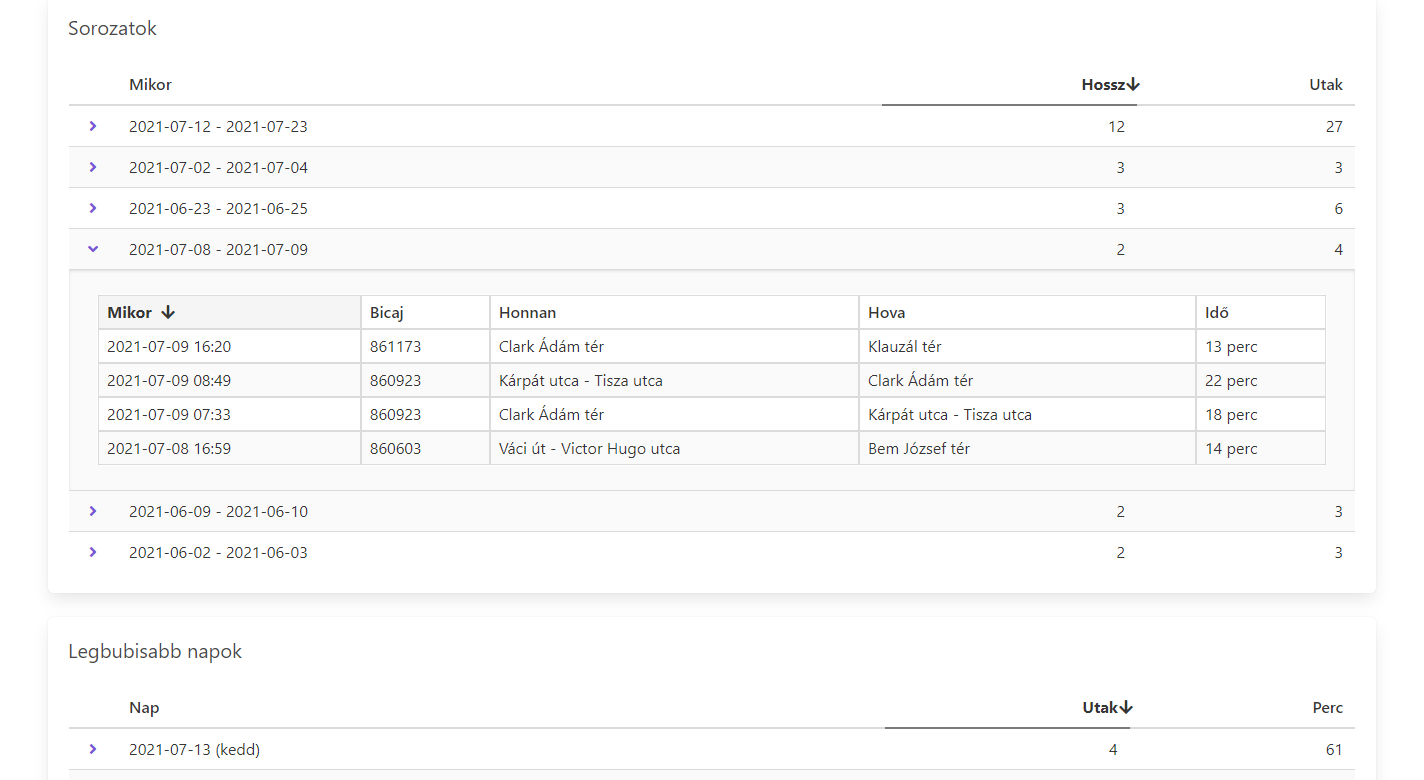 Sorozatok
Mikor Hossz Utak
2021-07-12 - 2021-07-23 12 27
2021-07-02 - 2021-07-04 3 3
2021-06-23 - 2021-06-25 3 6
2021-07-08 - 2021-07-09 2 4
Mikor Bicaj Honnan Hova Idő
2021-07-09 16:20 861173 Clark Ádám tér Klauzál tér 13 perc
2021-07-09 08:49 860923 Kárpát utca - Tisza utca Clark Ádám tér 22 perc
2021-07-09 07:33 860923 Clark Ádám tér Kárpát utca - Tisza utca 18 perc
2021-07-08 16:59 860603 Váci út - Victor Hugo utca Bem József tér 14 perc
2021-06-09 - 2021-06-10 2 3
2021-06-02 - 2021-06-03 2 3
Legbubisabb napok
Nap Utak Perc
2021-07-13 (kedd) 4 61